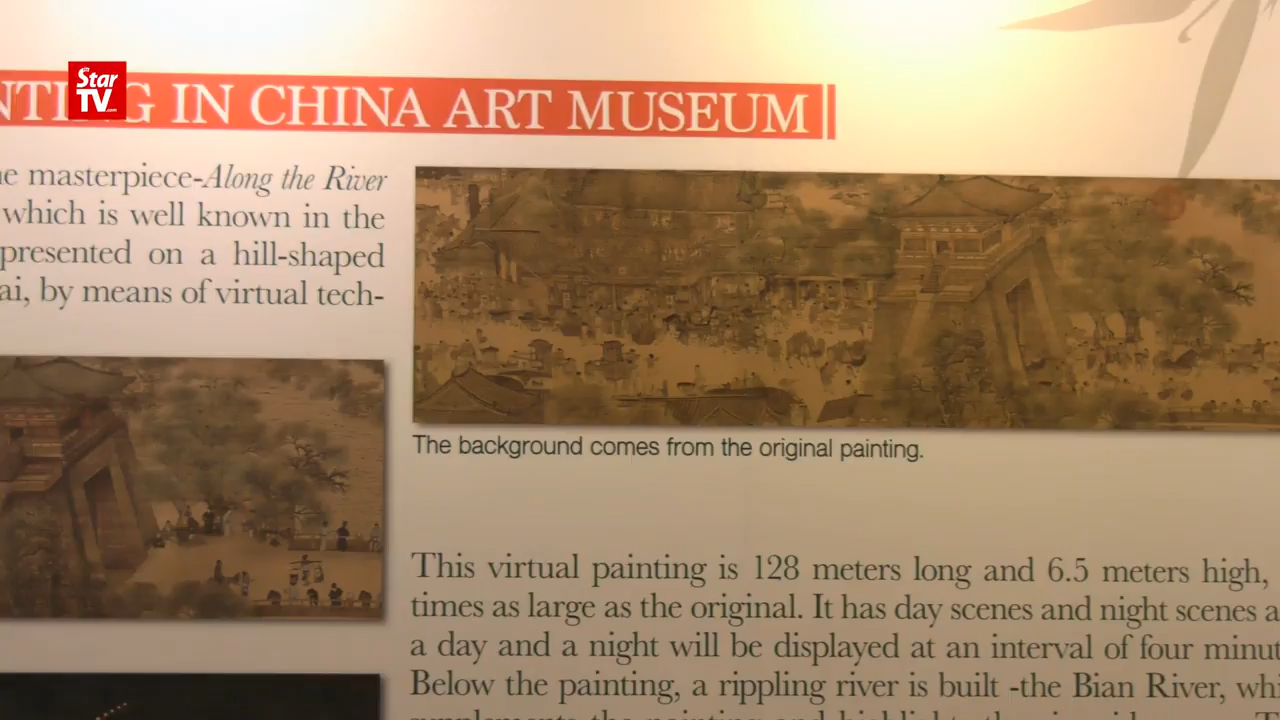 Star
TV.com
NTING IN CHINA ART MUSEUM
masterpiece-Along the River
which is well known in the
presented on a hill-shaped
ai, by means of virtual tech-
The background comes from the original painting.
This virtual painting is 128 meters long and 6.5 meters high,
times as large as the original. It has day scenes and night scenes
a day and a night will be displayed at an interval of four
Below the painting, a rippling river is built -the Bian River,